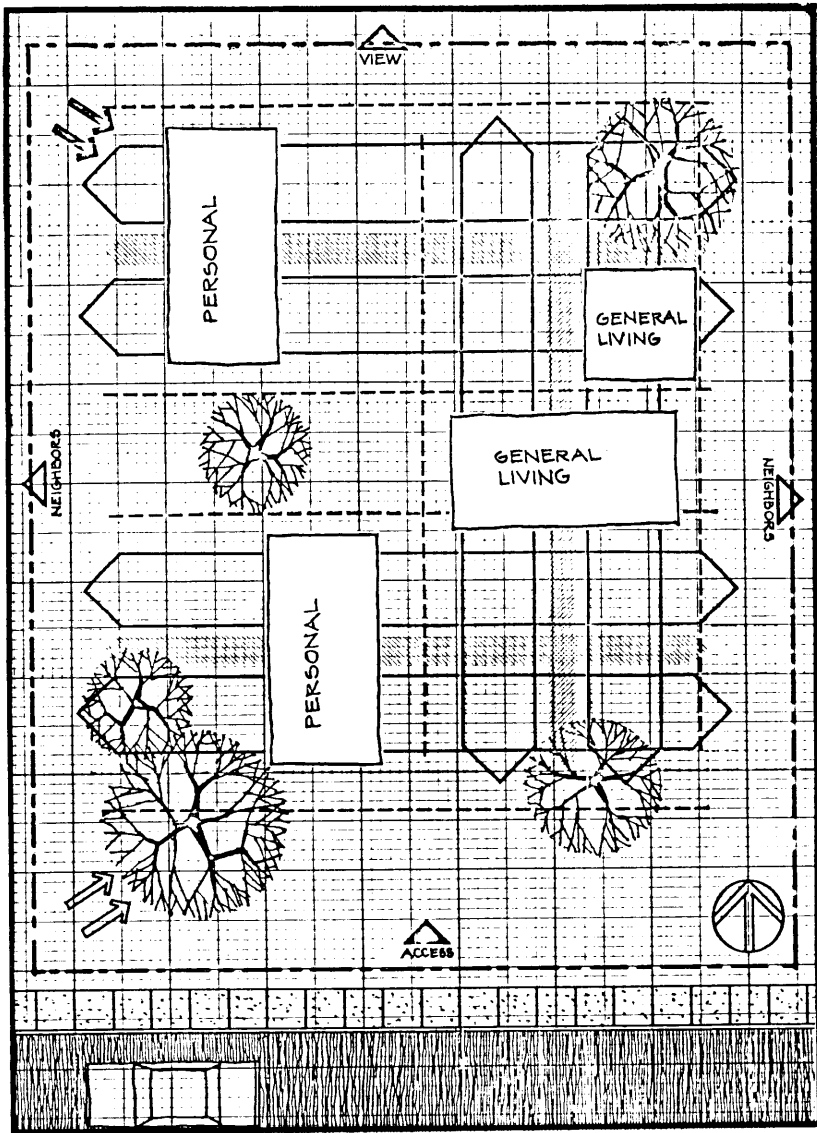 VIEW
PERSONAL
GENERAL
LIVING
NEIGHBORS
GENERAL
LIVING
NEIGHBORS
PERSONAL
ACCESS